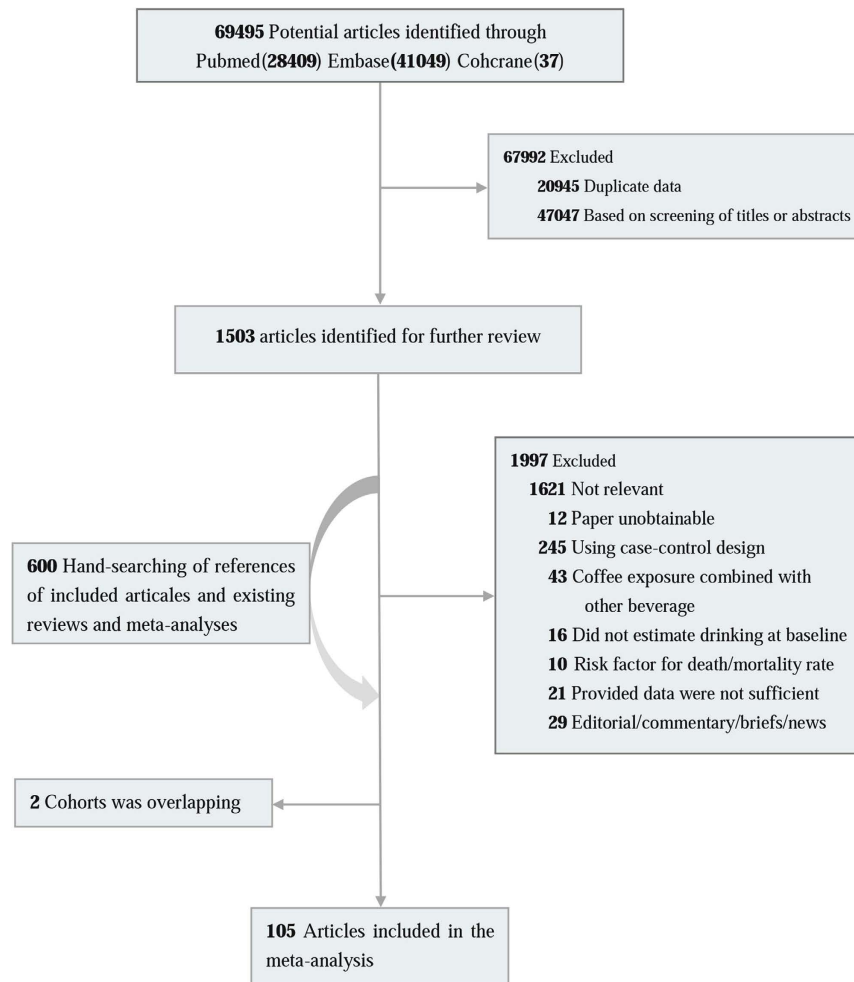 69495 Potential articles identified through
Pubmed(28409) Embase(41049) Cohcrane(37)
67992 Excluded
20945 Duplicate data
47047 Based on screening of titles or abstracts
1503 articles identified for further review
1997 Excluded
1621 Not relevant
12 Paper unobtainable
245 Using case-control design
43 Coffee exposure combined with
other beverage
16 Did not estimate drinking at baseline
10 Risk factor for death/mortality rate
21 Provided data were not sufficient
29 Editorial/commentary/briefs/news
600 Hand-searching of references
of included articales and existing
reviews and meta-analyses
2 Cohorts was overlapping
105 Articles included in the
meta-analysis